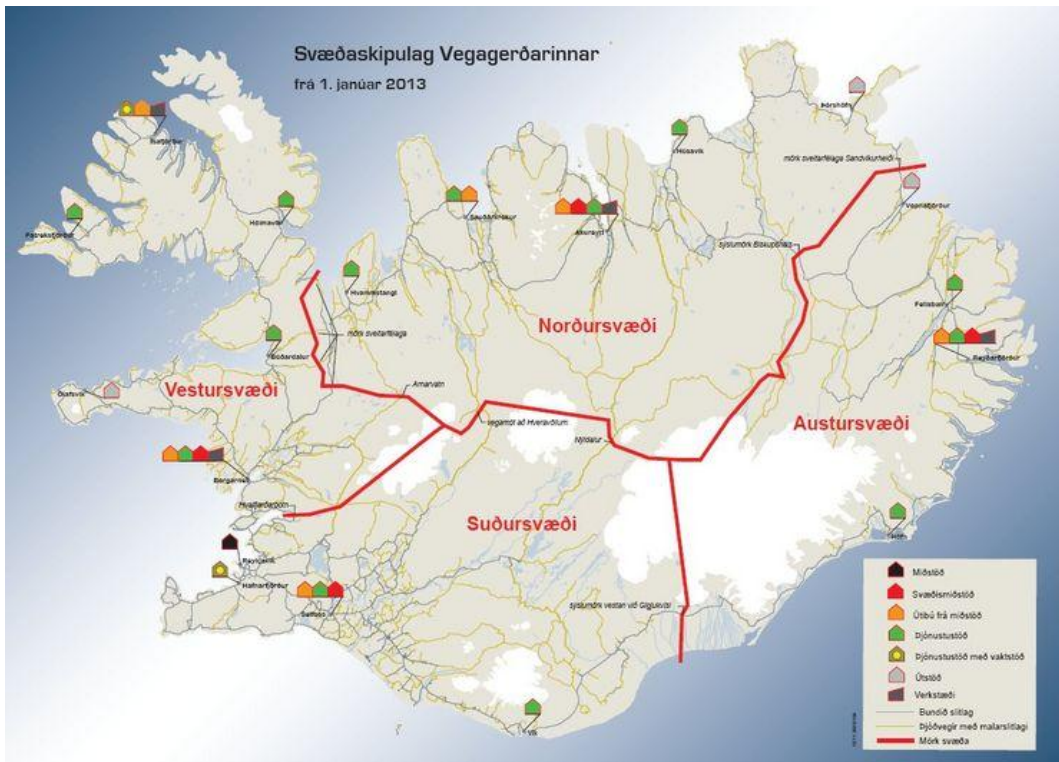 Svæðaskipulag Vegagerðarinnar
frá 1. janúar 2013
Þórshöfn
Ísafjörður
Húsavík
mörk sveitarfélaga Sandvíkurheiði
Vopnafjörður
Patreksfjörður
Hólmavík
Sauðárkrókur
Akureyri
sýslumörk Biskupsháls
Hvammstangi
Fellabær
Norðursvæði
mörk sveitarfélaga
Búðardalur
Reyðarfjörður
Vestursvæði
Arnarvatn
Ólafsvík
Vegamót að Hveravöllum
Austursvæði
Nýidalur
Borgarnes
Hvalfjarðarbotn
Suðursvæði
Höfn
Reykjavík
Hafnarfjörður
Selfoss
sýslumörk vestan við Gígjukvísl
Vík
Miðstöð
Svæðismiðstöð
Útibú frá miðstöð
Þjónustustöð
Þjónustustöð með vaktstöð
Útstöð
Verkstæði
Bundið slitlag
Þjóðvegir með malarslitlagi
Mörk svæða